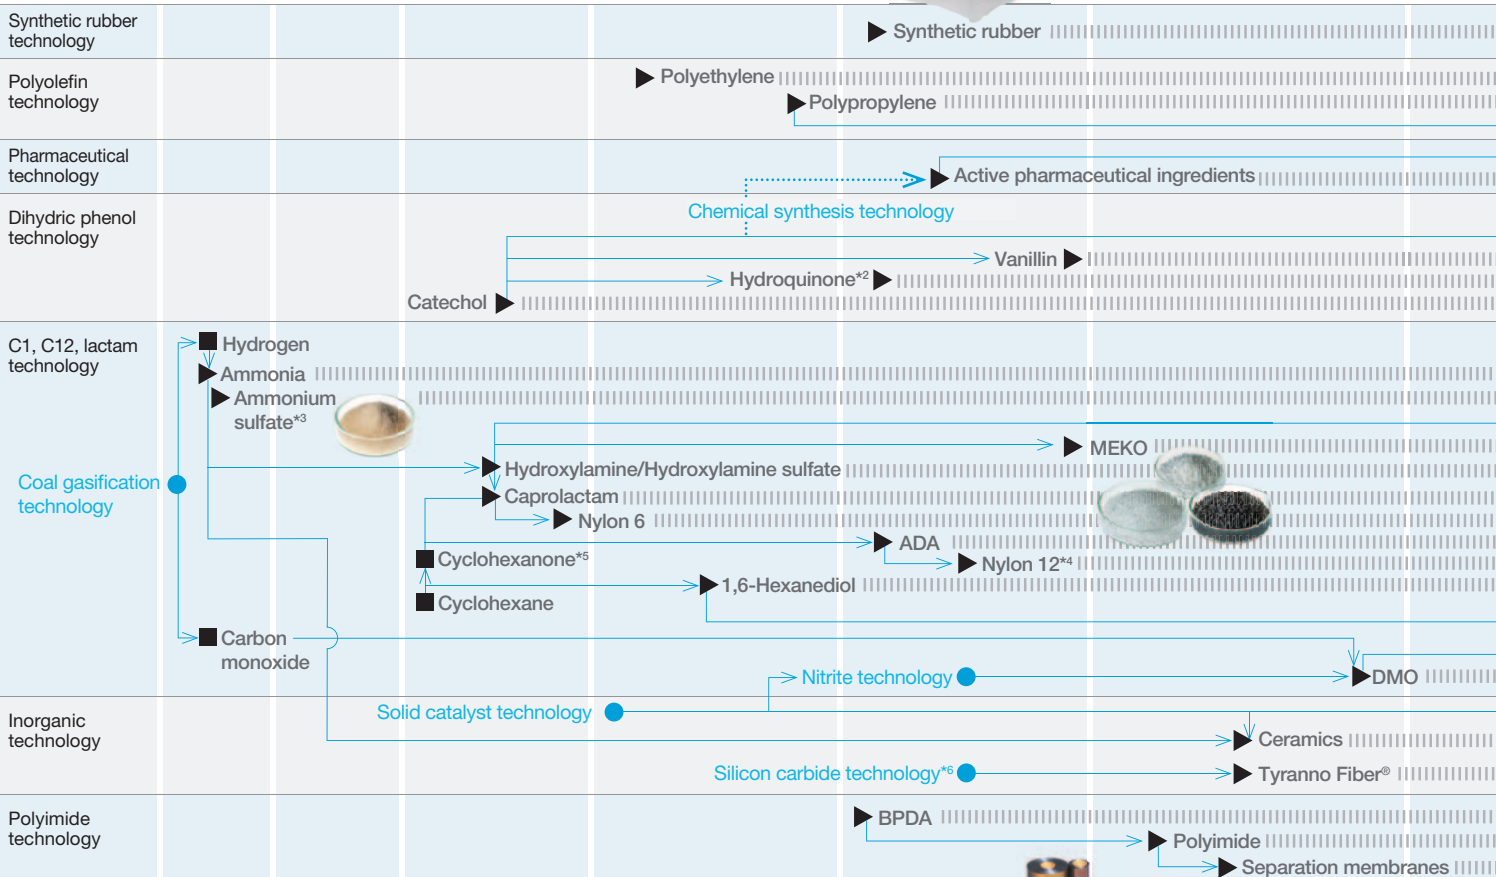 Synthetic rubber
technology
Synthetic rubber
Polyolefin
technology
Polyethylene
Polypropylene
Pharmaceutical
technology
Active pharmaceutical ingredients
Chemical synthesis technology
Dihydric phenol
technology
Vanillin
Hydroquinone*2
Catechol
C1, C12, lactam
technology
Hydrogen
Ammonia
Ammonium
sulfate*3
MEKO
Hydroxylamine/Hydroxylamine sulfate
Coal gasification
technology
Caprolactam
Nylon 6
ADA
Cyclohexanone*5
Nylon 12*4
1,6-Hexanediol
Cyclohexane
Carbon
monoxide
Nitrite technology
DMO
Inorganic
technology
Solid catalyst technology
Ceramics
Silicon carbide technology*6
Tyranno Fiber®
Polyimide
technology
BPDA
Polyimide
Separation membranes